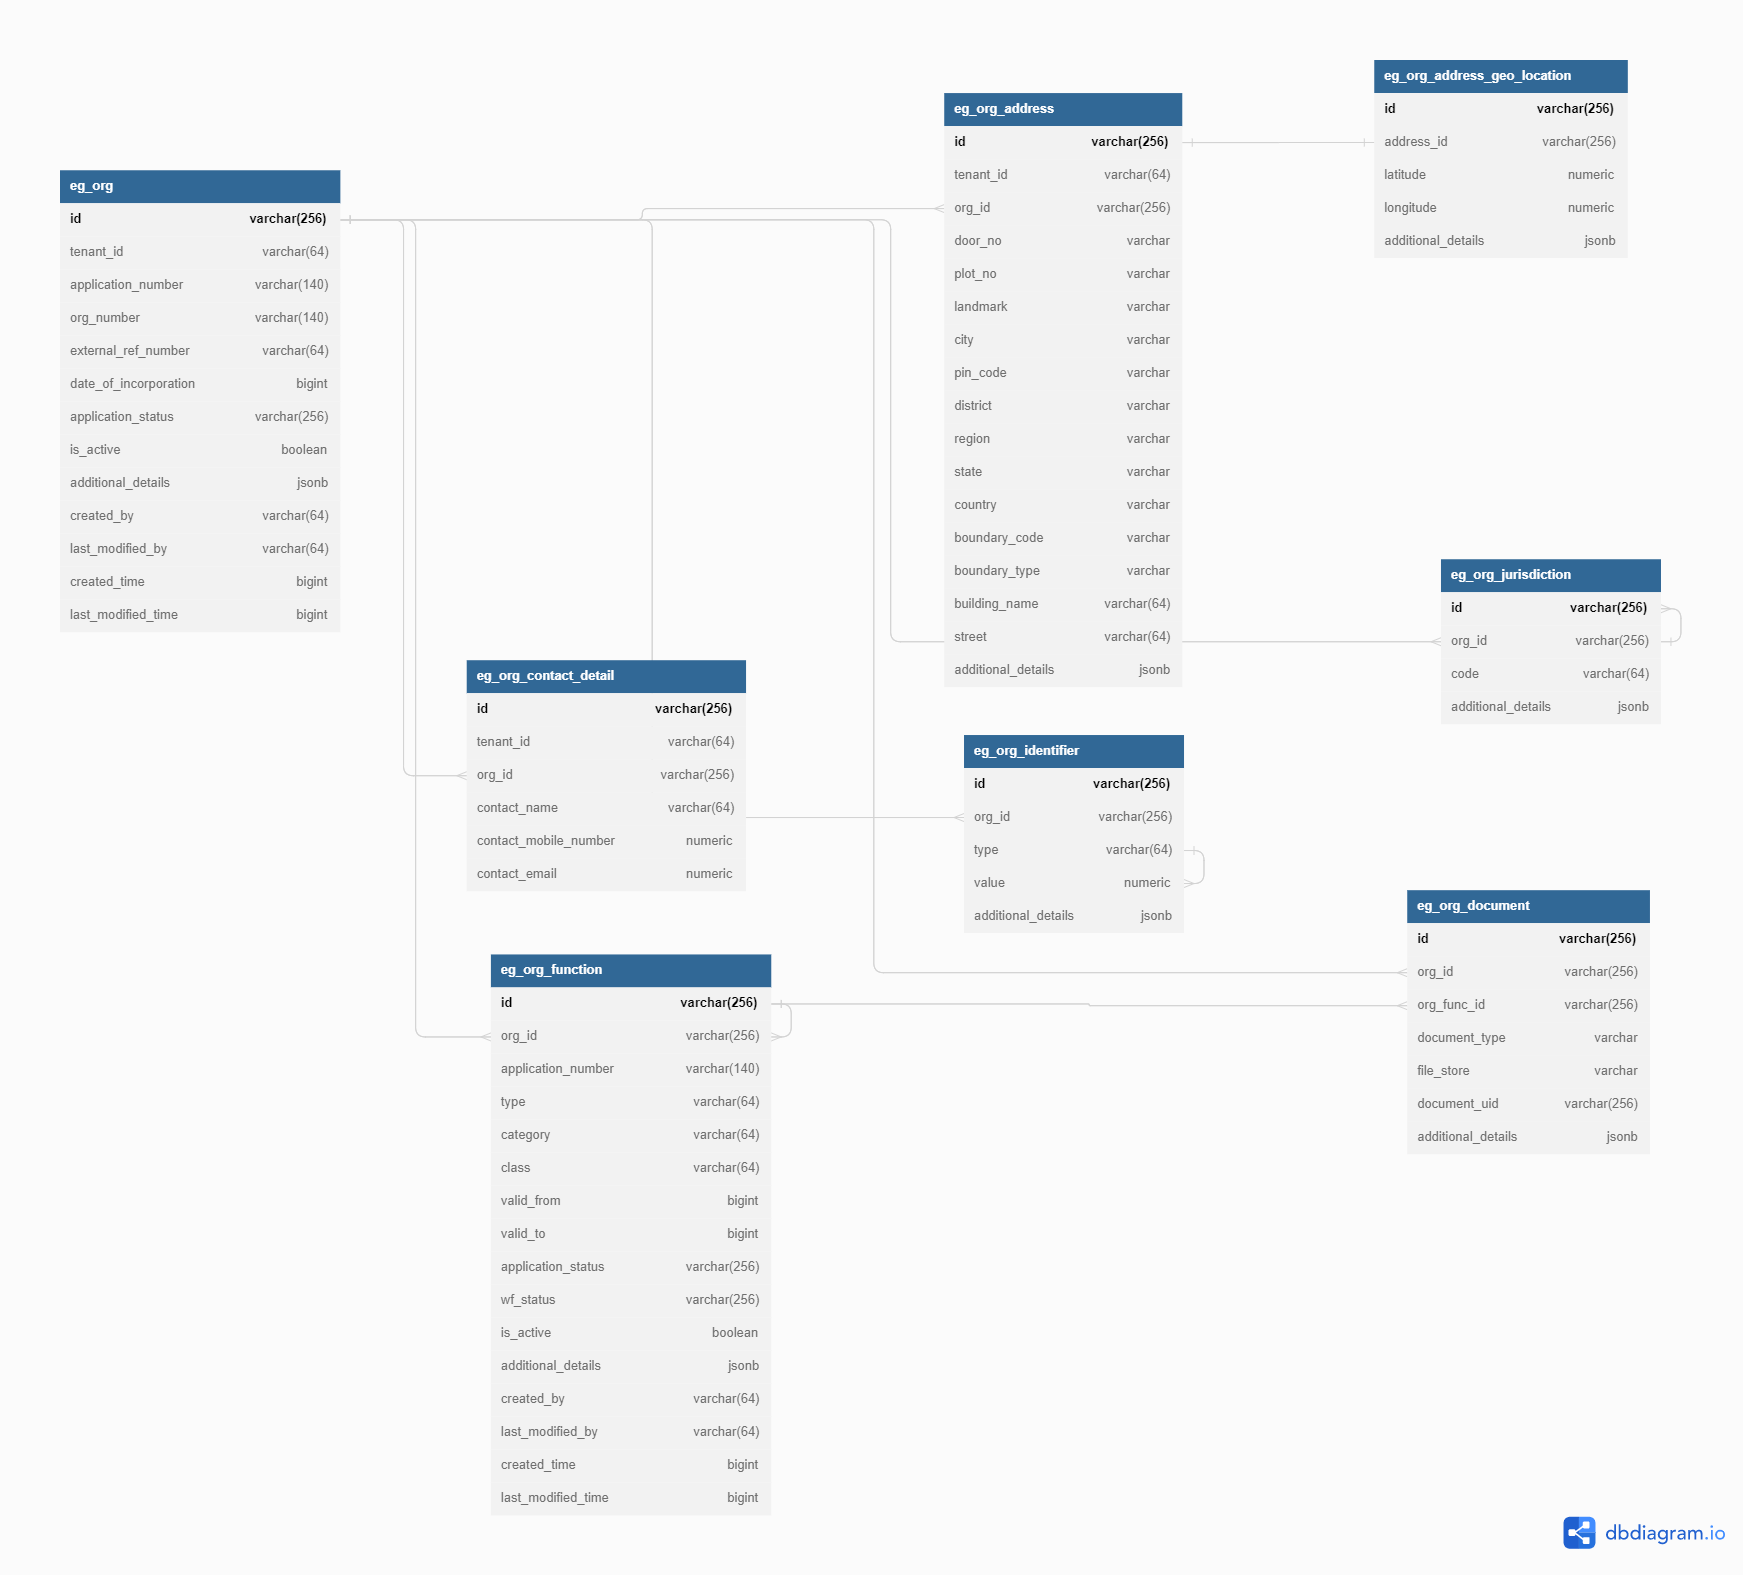 eg_org
id varchar(256)
tenant_id varchar(64)
application_number varchar(140)
org_number varchar(140)
external_ref_number varchar(64)
date_of_incorporation bigint
application_status varchar(256)
is_active boolean
additional_details jsonb
created_by varchar(64)
last_modified_by varchar(64)
created_time bigint
last_modified_time bigint
eg_org_contact_detail
id varchar(256)
tenant_id varchar(64)
org_id varchar(256)
contact_name varchar(64)
contact_mobile_number numeric
contact_email numeric
eg_org_function
id varchar(256)
org_id varchar(256)
application_number varchar(140)
type varchar(64)
category varchar(64)
class varchar(64)
valid_from bigint
valid_to bigint
application_status varchar(256)
wf_status varchar(256)
is_active boolean
additional_details jsonb
created_by varchar(64)
last_modified_by varchar(64)
created_time bigint
last_modified_time bigint
eg_org_address
id varchar(256)
tenant_id varchar(64)
org_id varchar(256)
door_no varchar
plot_no varchar
landmark varchar
city varchar
pin_code varchar
district varchar
region varchar
state varchar
country varchar
boundary_code varchar
boundary_type varchar
building_name varchar(64)
street varchar(64)
additional_details jsonb
eg_org_identifier
id varchar(256)
org_id varchar(256)
type varchar(64)
value numeric
additional_details jsonb
eg_org_address_geo_location
id varchar(256)
address_id varchar(256)
latitude numeric
longitude numeric
additional_details jsonb
eg_org_jurisdiction
id varchar(256)
org_id varchar(256)
code varchar(64)
additional_details jsonb
eg_org_document
id varchar(256)
org_id varchar(256)
org_func_id varchar(256)
document_type varchar
file_store varchar
document_uid varchar(256)
additional_details jsonb
dbdiagram.io